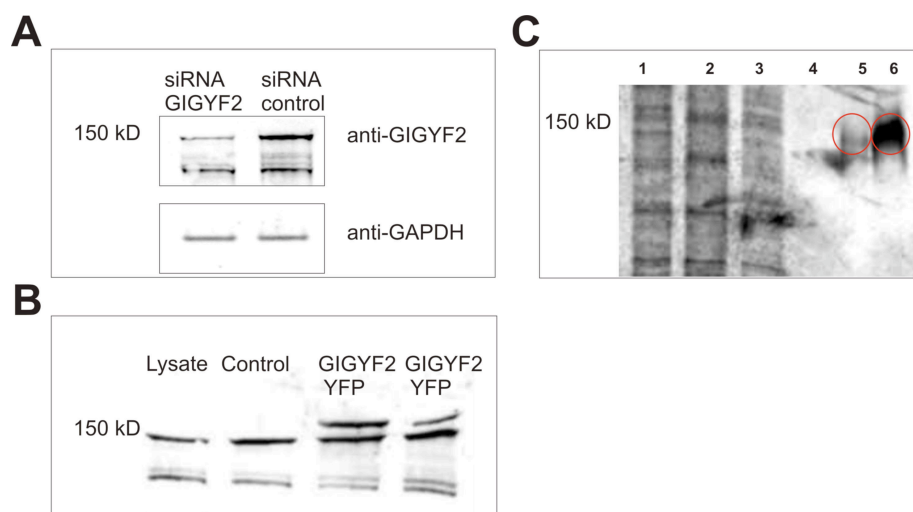 A
siRNA siRNA
GIGYF2 control
150 kD
anti-GIGYF2
anti-GAPDH
B
Lysate Control GIGYF2 GIGYF2
YFP YFP
150 kD
C
1 2 3 4 5 6
150 kD